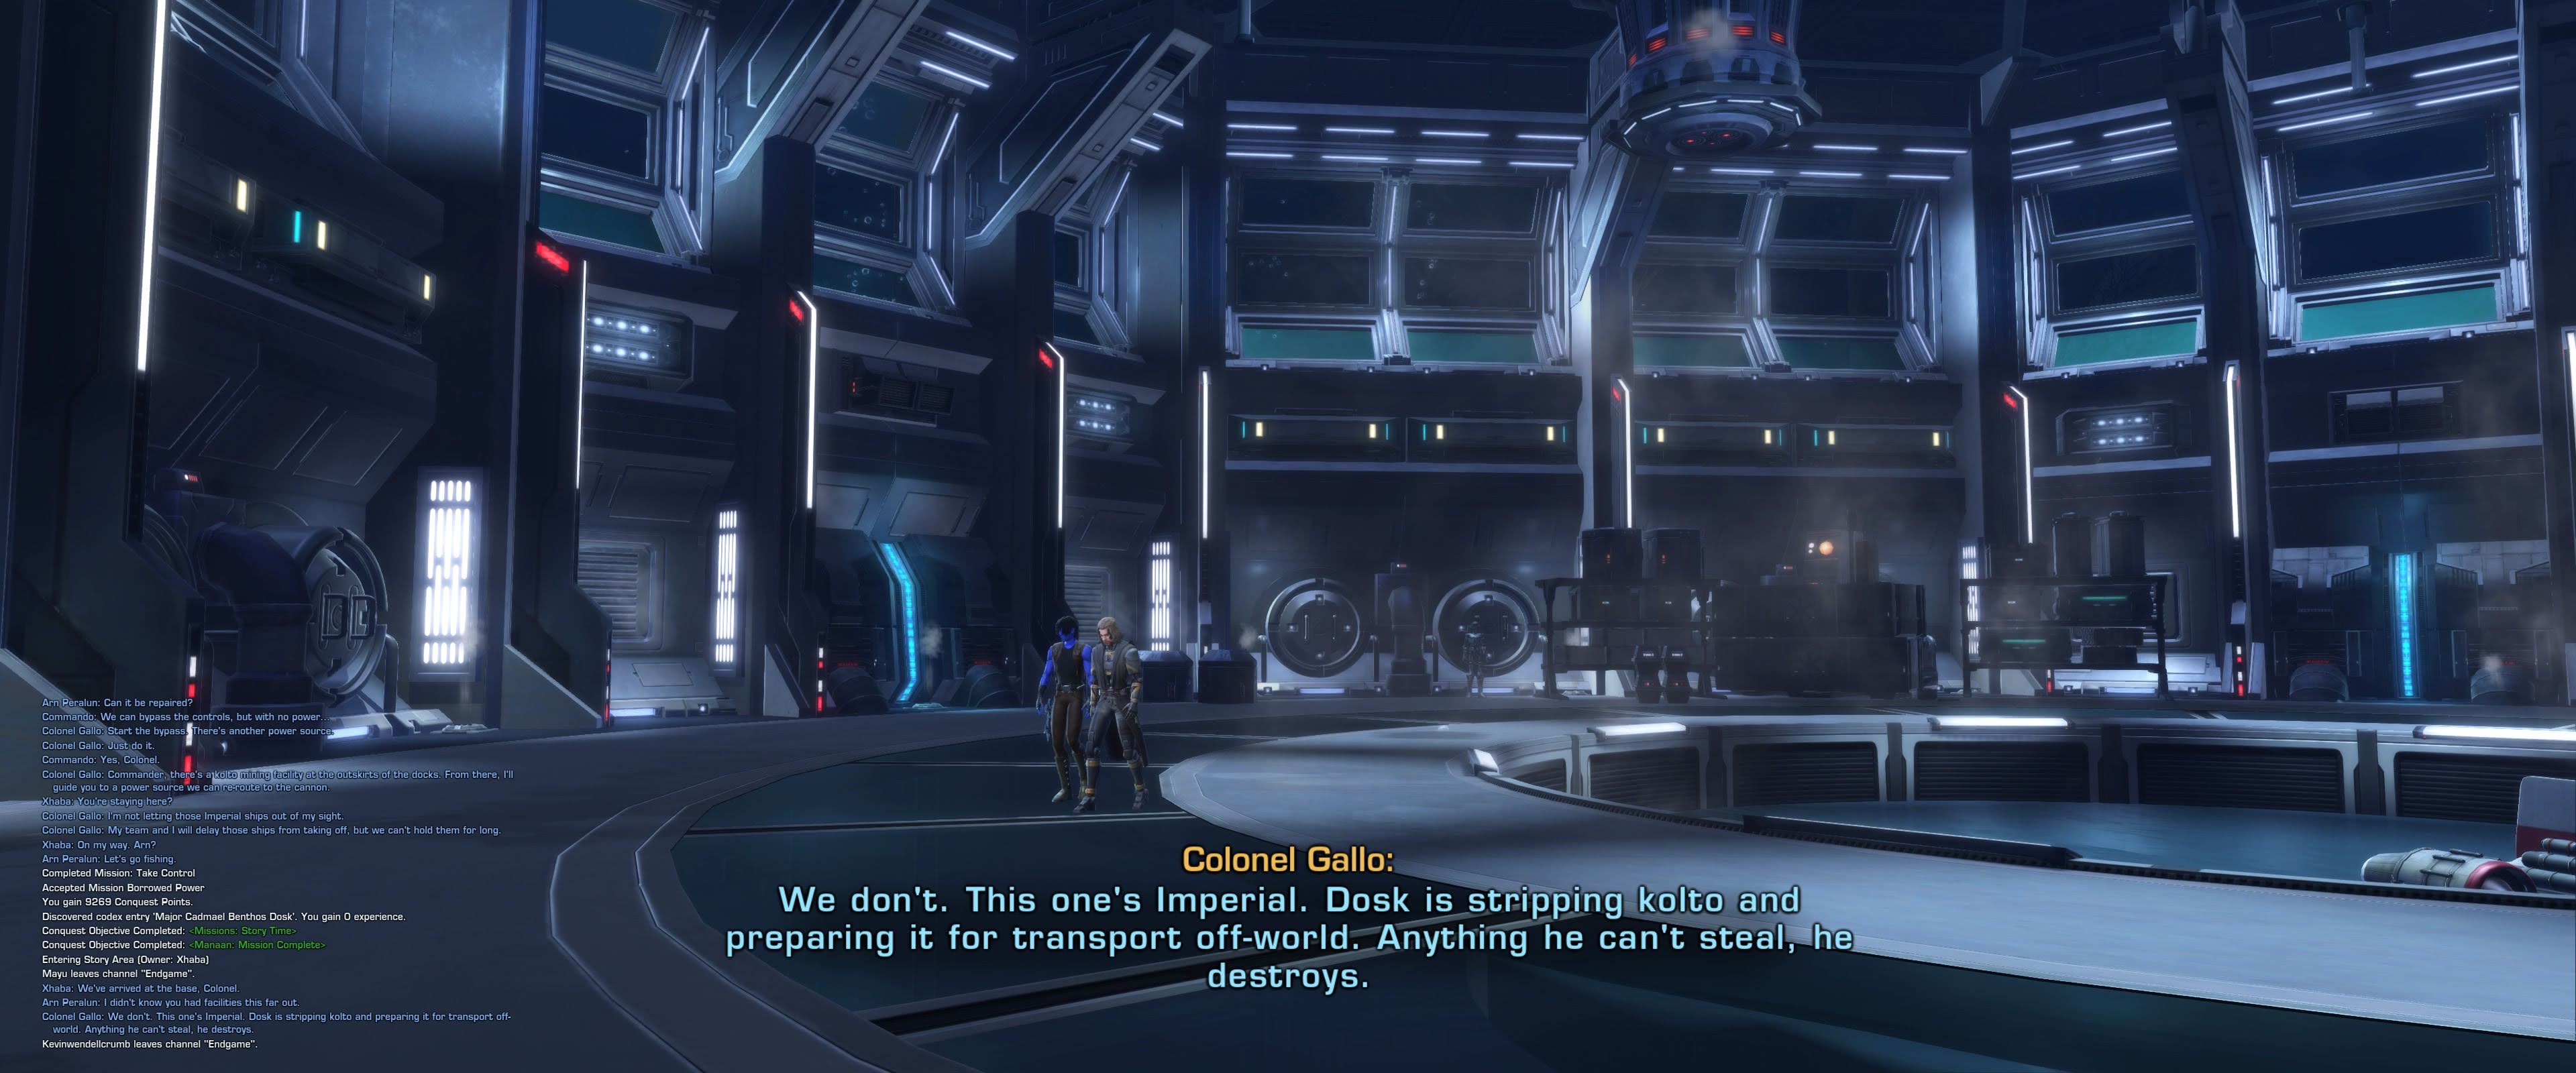 Arn Peralun: Can it be repaired?
Commando: We can bypass the controls, but with no power...
Colonel Gallo: Start the bypass. There's another power source.
Colonel Gallo: Just do it.
Commando: Yes, Colonel.
Colonel Gallo: Commander, there's a kolto mining facility at the outskirts of the docks. From there, I'll
guide you to a power source we can re-route to the cannon.
Xhaba: You're staying here?
Colonel Gallo: I'm not letting those Imperial ships out of my sight.
Colonel Gallo: My team and I will delay those ships from taking off, but we can't hold them for long.
Xhaba: On my way. Arn?
Arn Peralun: Let's go fishing.
Completed Mission: Take Control
Accepted Mission Borrowed Power
You gain 9269 Conquest Points.
Discovered codex entry 'Major Cadmael Benthos Dosk'. You gain 0 experience.
Conquest Objective Completed: <Missions: Story Time>
Conquest Objective Completed: <Manaan: Mission Complete>
Entering Story Area (Owner: Xhaba)
Mayu leaves channel "Endgame".
Xhaba: We've arrived at the base, Colonel.
Arn Peralun: I didn't know you had facilities this far out.
Colonel Gallo: We don't. This one's Imperial. Dosk is stripping kolto and preparing it for transport off-
world. Anything he can't steal, he destroys.
Kevinwendellcrumb leaves channel "Endgame".
Colonel Gallo:
We don't. This one's Imperial. Dosk is stripping kolto and
preparing it for transport off-world. Anything he can't steal, he
destroys.